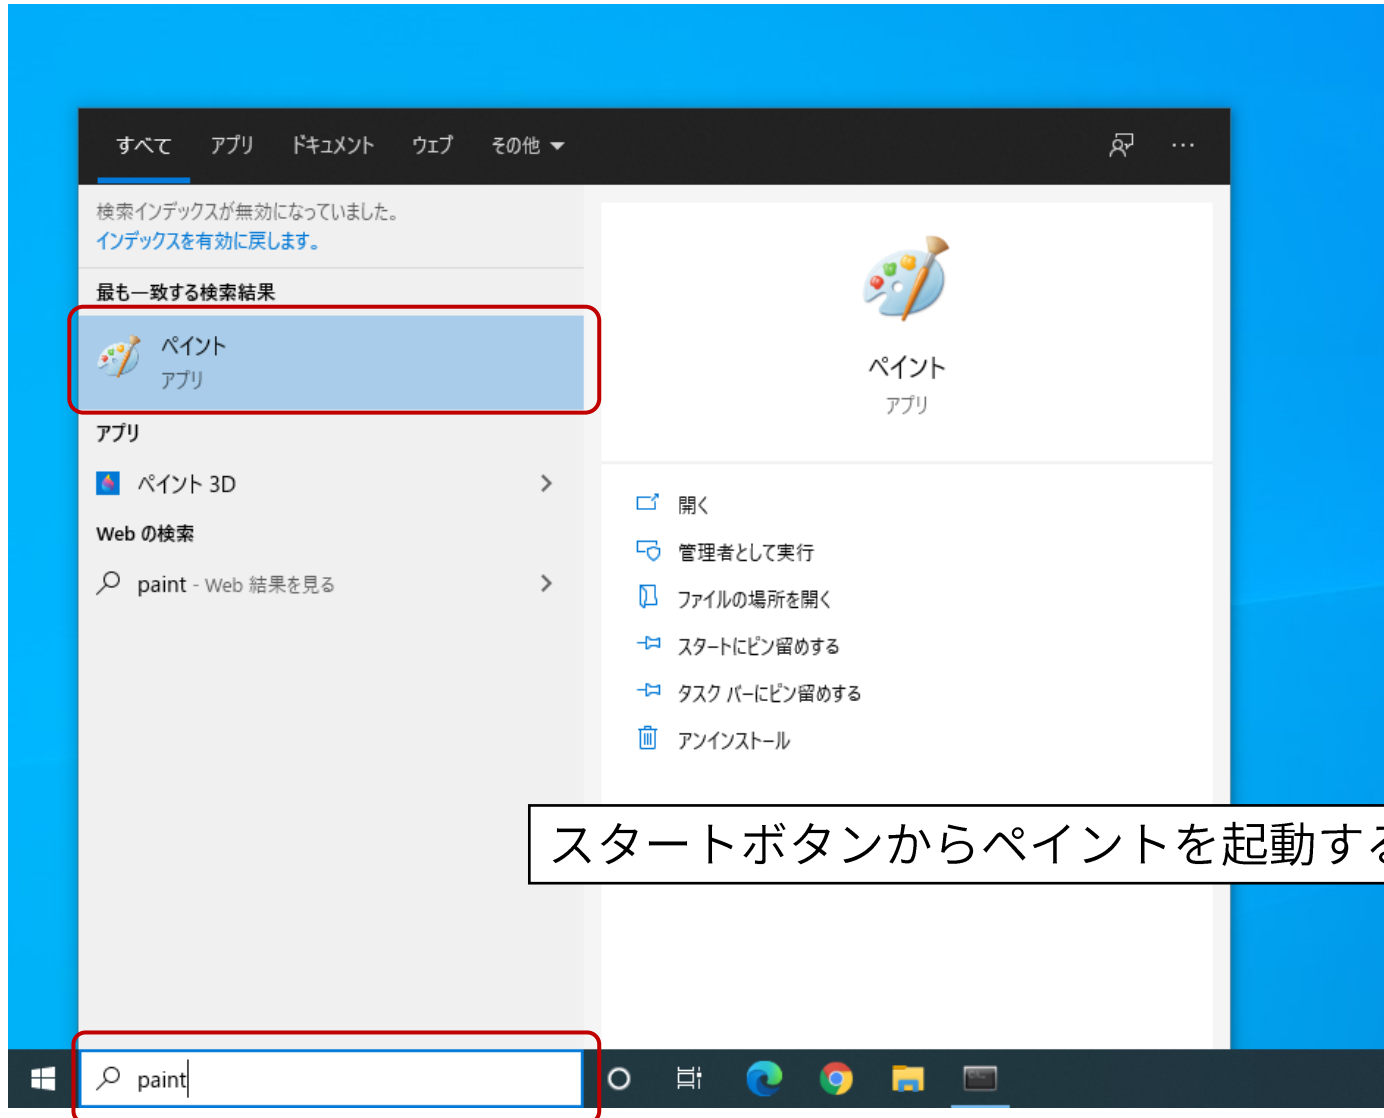 すべて アプリ ドキュメント ウェブ その他
検索インデックスが無効になっていました。
インデックスを有効に戻します。
最も一致する検索結果
ペイント
アプリ
アプリ
ペイント 3D
Web の検索
paint - Web 結果を見る
ペイント
アプリ
開く
管理者として実行
ファイルの場所を開く
スタートにピン留めする
タスク バーにピン留めする
アンインストール
スタートボタンからペイントを起動する
paint